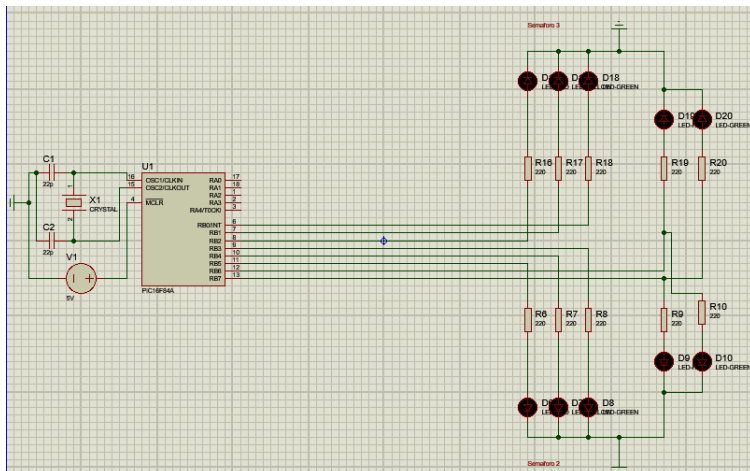 Semaforo 3
D18
LED-GREEN
D19
D20
LED-GREEN
R16
220
R17
220
R18
220
R19
220
R20
220
C1
22p
X1
CRYSTAL
C2
22p
V1
5V
U1
16
OSC1/CLKIN
15
OSC2/CLKOUT
4
MCLR
RA0
17
RA1
18
RA2
1
RA3
2
RA4/T0CKI
3
RB0/INT
6
RB1
7
RB2
8
RB3
9
RB4
10
RB5
11
RB6
12
RB7
13
PIC16F84A
R6
220
R7
220
R8
220
R9
220
R10
220
D9
D10
LED-GREEN
D8
LED-GREEN
Semaforo 2